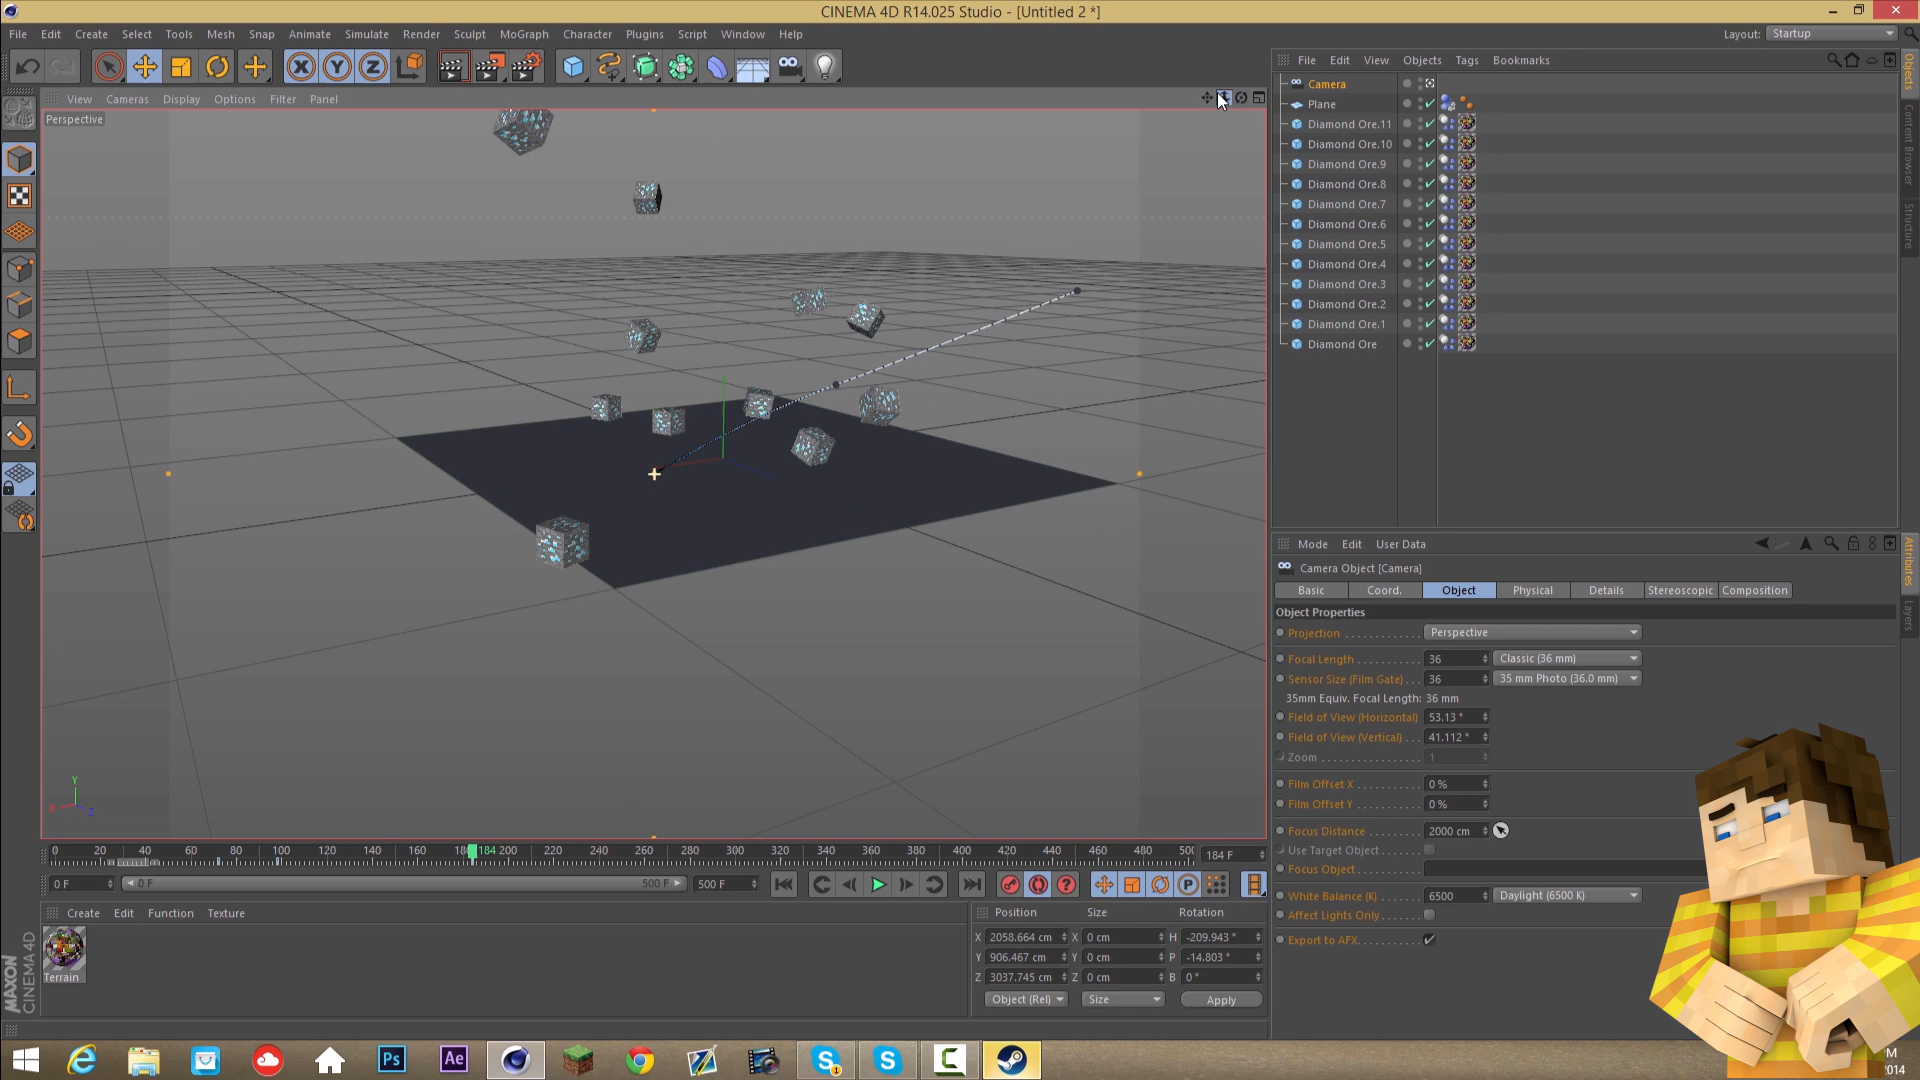 CINEMA 4D R14.025 Studio - [Untitled 2 *]
File Edit Create Select Tools Mesh Snap Animate Simulate Render Sculpt MoGraph Character Plugins Script Window Help
Layout: Startup
View Cameras Display Options Filter Panel
Perspective
File Edit View Objects Tags Bookmarks
Camera
Plane
Diamond Ore.11
Diamond Ore.10
Diamond Ore.9
Diamond Ore.8
Diamond Ore.7
Diamond Ore.6
Diamond Ore.5
Diamond Ore.4
Diamond Ore.3
Diamond Ore.2
Diamond Ore.1
Diamond Ore
Objects
Content Browser
Structure
Mode Edit User Data
Camera Object [Camera]
Basic Coord. Object Physical Details Stereoscopic Composition
Object Properties
Projection Perspective
Focal Length 36 Classic (36 mm)
Sensor Size (Film Gate) 36 35 mm Photo (36.0 mm)
35mm Equiv. Focal Length: 36 mm
Field of View (Horizontal) 53.13 °
Field of View (Vertical) 41.112 °
Zoom 1
Film Offset X 0 %
Film Offset Y 0 %
Focus Distance 2000 cm
Use Target Object
Focus Object
White Balance (K) 6500 Daylight (6500 K)
Affect Lights Only
Export to AFX
Attributes
Layers
Y
X
Z
0 20 40 60 80 100 120 140 160 184 200 220 240 260 280 300 320 340 360 380 400 420 440 460 480 184 F
0 F 0 F 500 F 500 F
Create Edit Function Texture
Terrain
MAXON
CINEMA 4D
Position Size Rotation
X 2058.664 cm X 0 cm H -209.943 °
Y 906.467 cm Y 0 cm P -14.803 °
Z 3037.745 cm Z 0 cm B 0 °
Object (Rel) Size Apply
Ps
Ae
2014